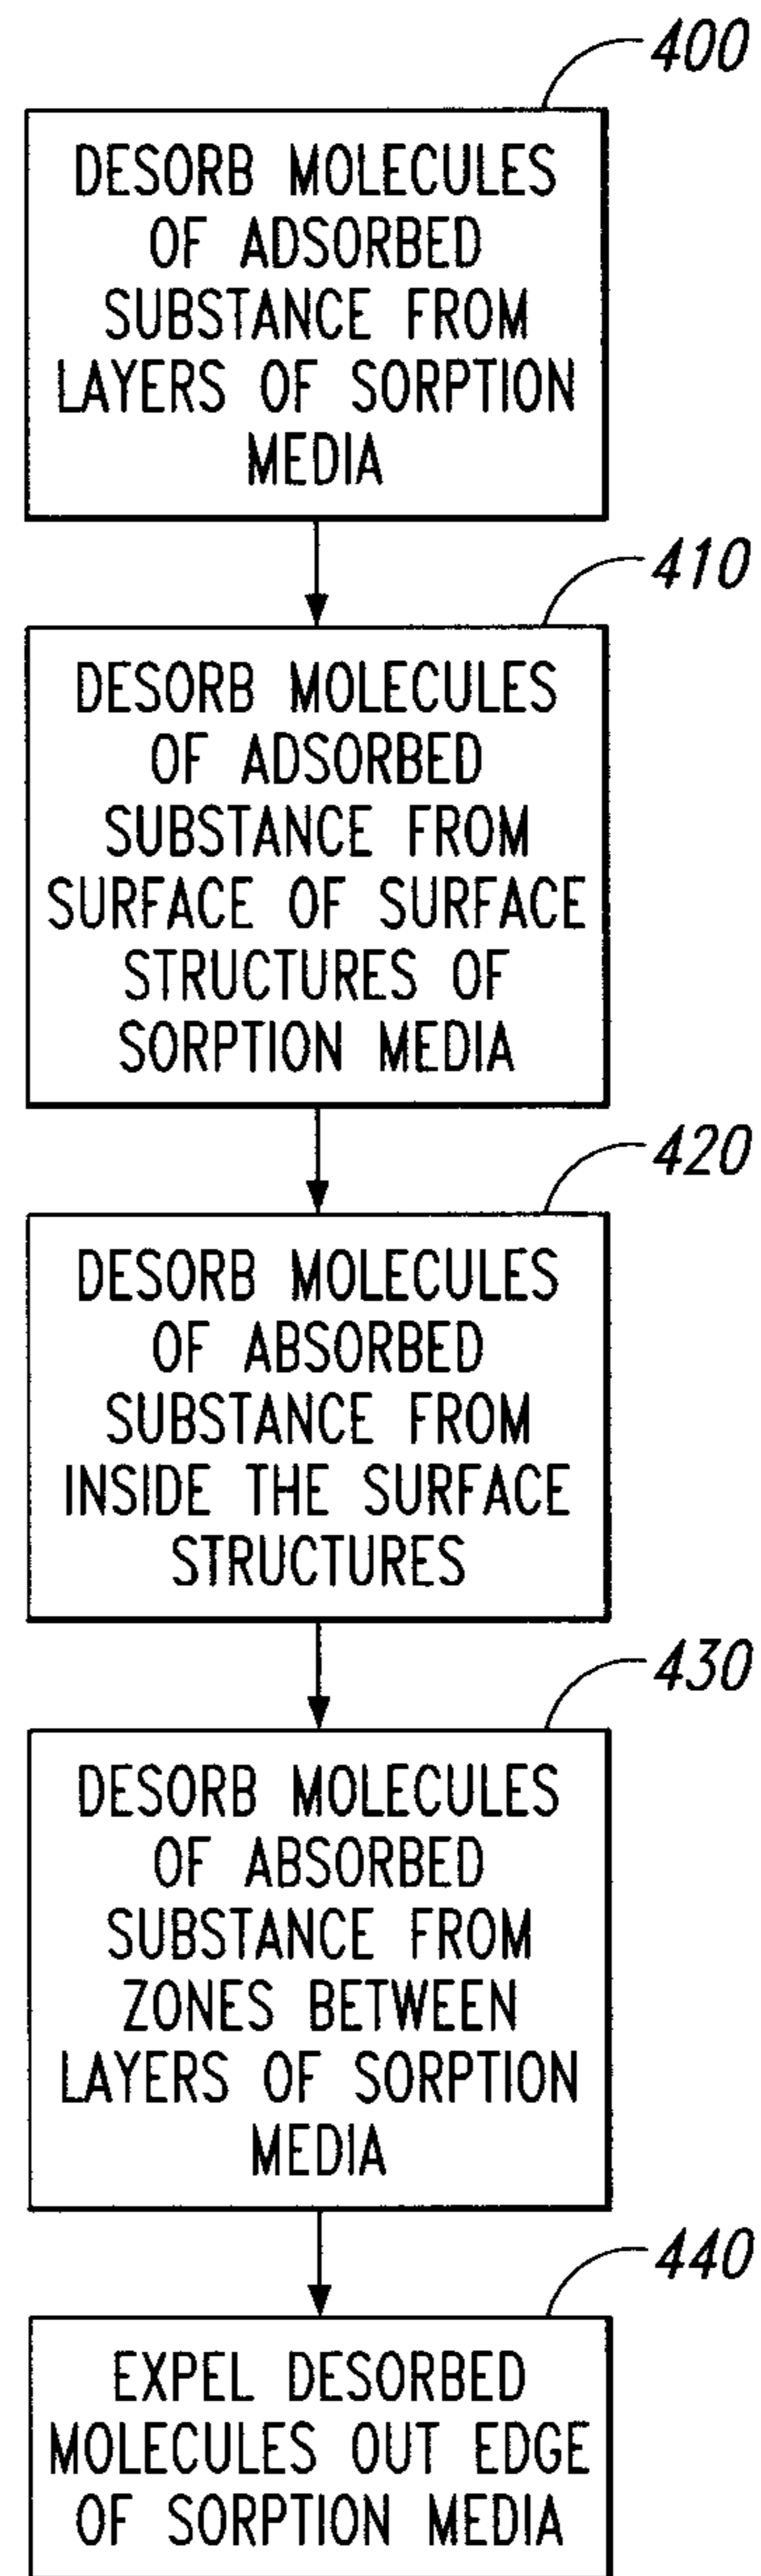 400
DESORB MOLECULES
OF ADSORBED
SUBSTANCE FROM
LAYERS OF SORPTION
MEDIA
410
DESORB MOLECULES
OF ADSORBED
SUBSTANCE FROM
SURFACE OF SURFACE
STRUCTURES OF
SORPTION MEDIA
420
DESORB MOLECULES
OF ABSORBED
SUBSTANCE FROM
INSIDE THE SURFACE
STRUCTURES
430
DESORB MOLECULES
OF ABSORBED
SUBSTANCE FROM
ZONES BETWEEN
LAYERS OF SORPTION
MEDIA
440
EXPEL DESORBED
MOLECULES OUT EDGE
OF SORPTION MEDIA